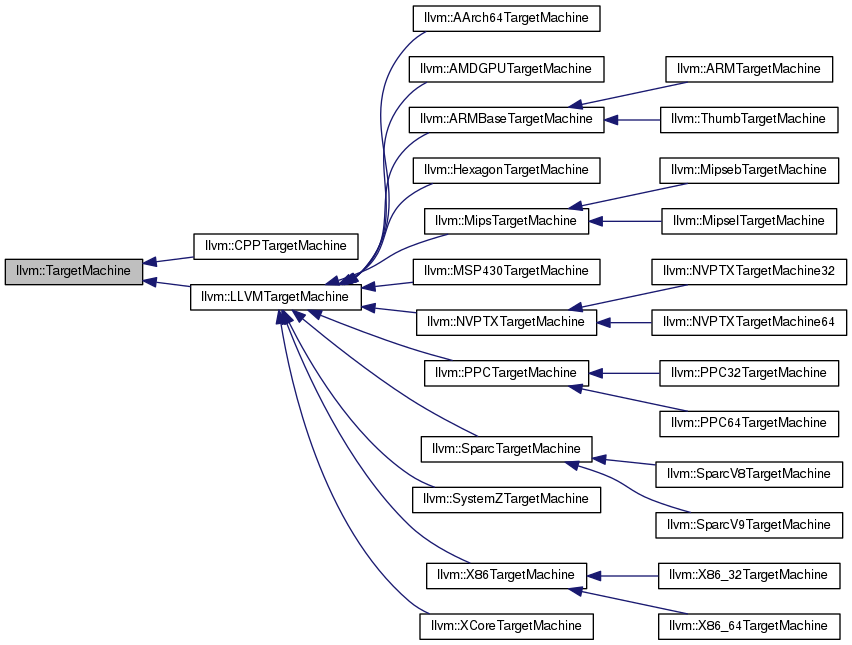 llvm::TargetMachine
llvm::CPPTargetMachine
llvm::LLVMTargetMachine
llvm::AArch64TargetMachine
llvm::AMDGPUTargetMachine
llvm::ARMBaseTargetMachine
llvm::HexagonTargetMachine
llvm::MipsTargetMachine
llvm::MSP430TargetMachine
llvm::NVPTXTargetMachine
llvm::PPCTargetMachine
llvm::SparcTargetMachine
llvm::SystemZTargetMachine
llvm::X86TargetMachine
llvm::XCoreTargetMachine
llvm::ARMTargetMachine
llvm::ThumbTargetMachine
llvm::MipsebTargetMachine
llvm::MipselTargetMachine
llvm::NVPTXTargetMachine32
llvm::NVPTXTargetMachine64
llvm::PPC32TargetMachine
llvm::PPC64TargetMachine
llvm::SparcV8TargetMachine
llvm::SparcV9TargetMachine
llvm::X86_32TargetMachine
llvm::X86_64TargetMachine